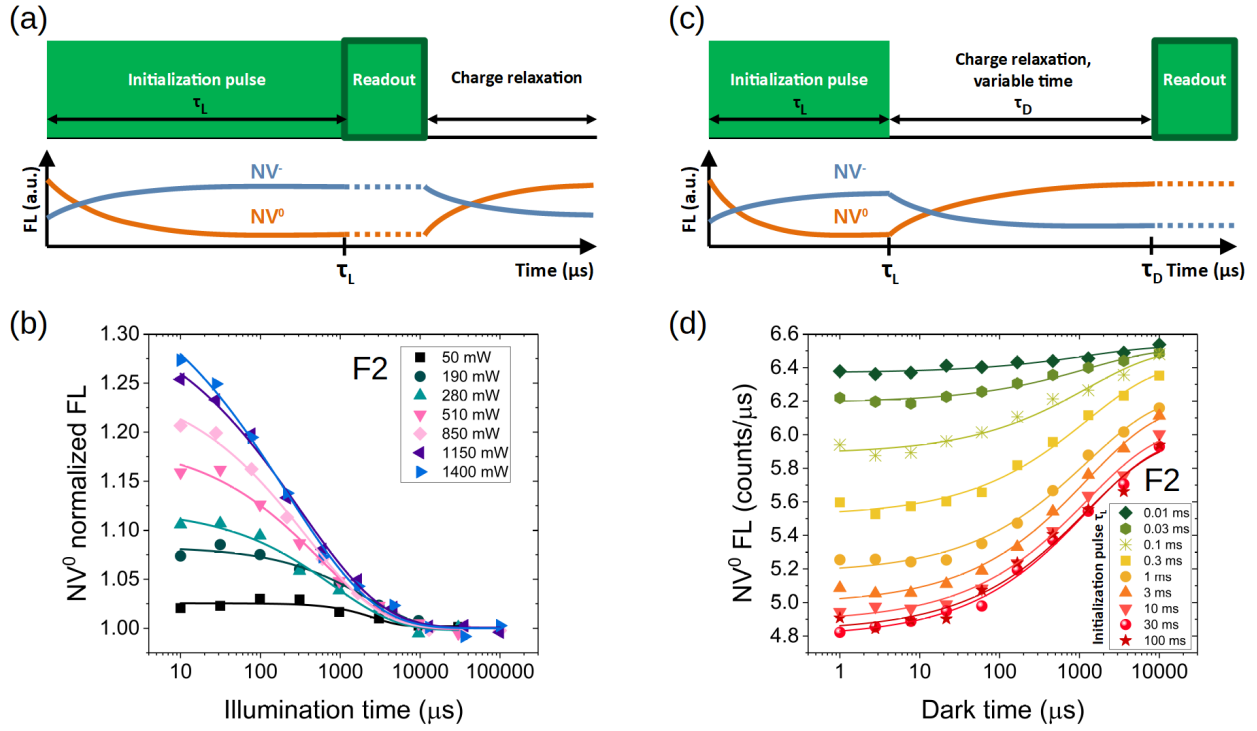 (a)
Initialization pulse
τL
Readout
Charge relaxation
FL (a.u.)
NV-
NV0
τL
Time (µs)
(b)
NV0 normalized FL
1.30
1.25
1.20
1.15
1.10
1.05
1.00
F2
50 mW
190 mW
280 mW
510 mW
850 mW
1150 mW
1400 mW
10
100
1000
10000
100000
Illumination time (µs)
(c)
Initialization pulse
τL
Charge relaxation,
variable time
τD
Readout
FL (a.u.)
NV-
NV0
τL
τD Time (µs)
(d)
NV0 FL (counts/µs)
6.6
6.4
6.2
6.0
5.8
5.6
5.4
5.2
5.0
4.8
F2
Initialization pulse τL
0.01 ms
0.03 ms
0.1 ms
0.3 ms
1 ms
3 ms
10 ms
30 ms
100 ms
1
10
100
1000
10000
Dark time (µs)